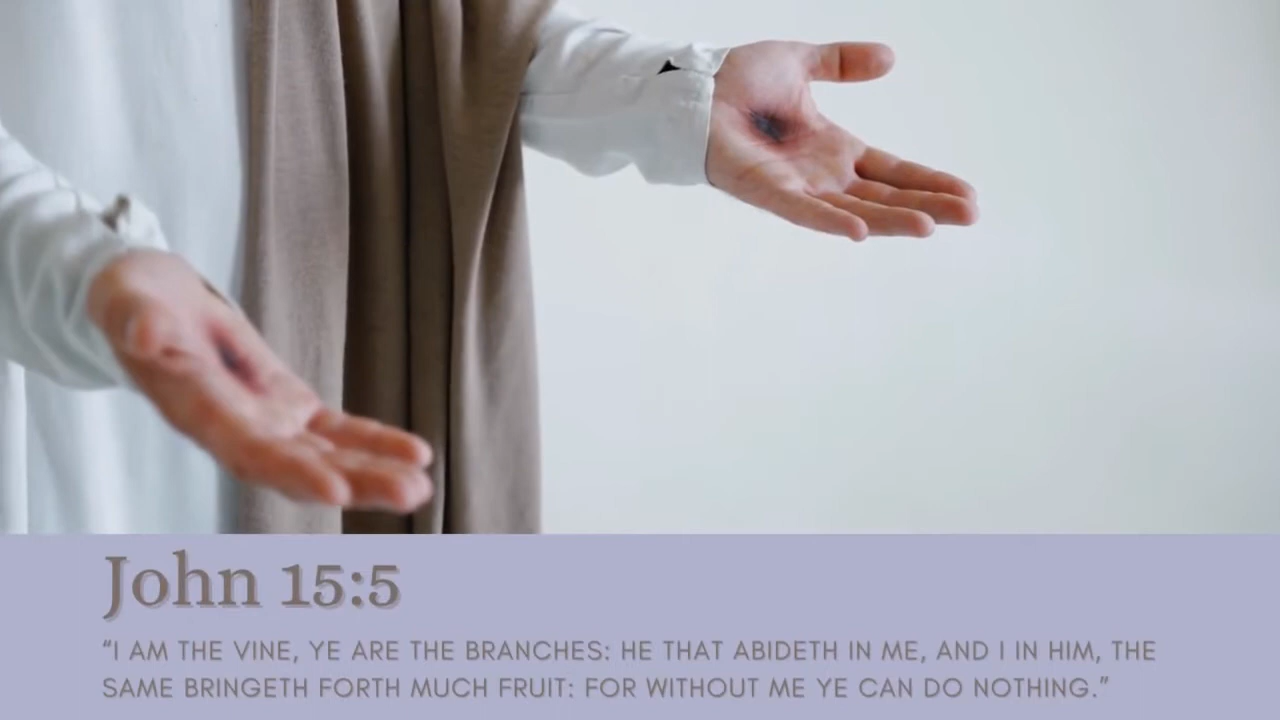 John 15:5
“I AM THE VINE, YE ARE THE BRANCHES: HE THAT ABIDETH IN ME, AND I IN HIM, THE
SAME BRINGETH FORTH MUCH FRUIT: FOR WITHOUT ME YE CAN DO NOTHING.”